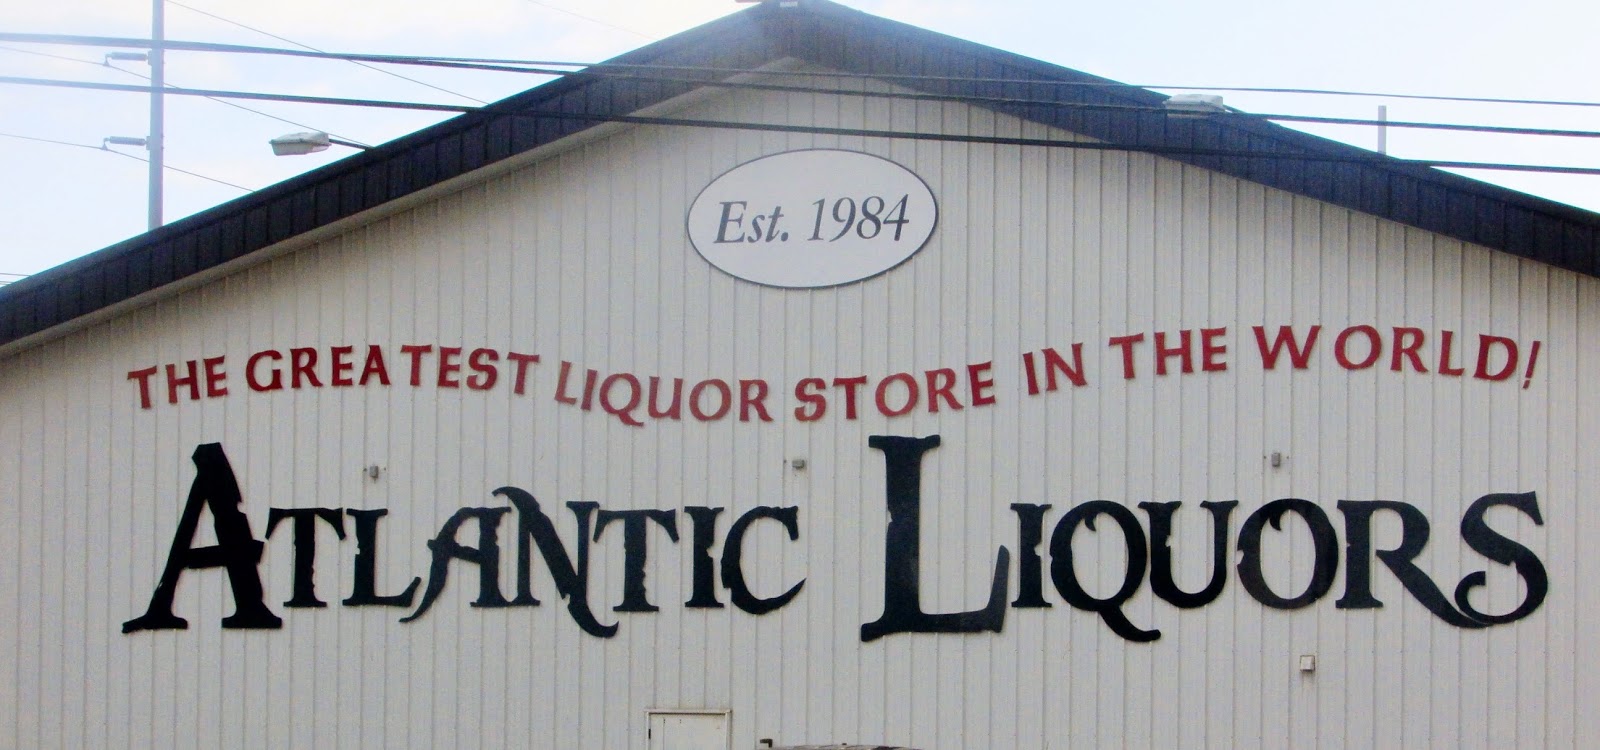 Est. 1984
THE GREATEST LIQUOR STORE IN THE WORLD!
ATLANTIC LIQUORS